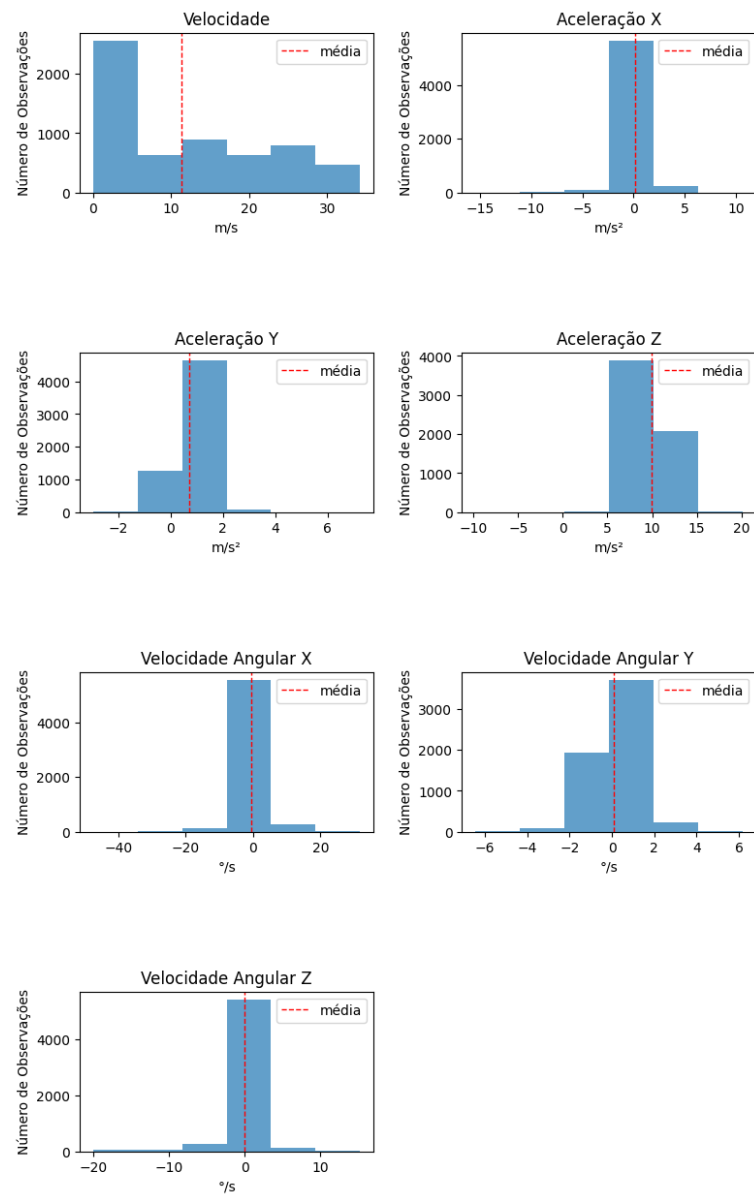 Velocidade
Número de Observações
2000
1000
0
média
0 10 20 30
m/s
Aceleração X
Número de Observações
4000
2000
0
média
−15 −10 −5 0 5 10
m/s²
Aceleração Y
Número de Observações
4000
3000
2000
1000
0
média
−2 0 2 4 6
m/s²
Aceleração Z
Número de Observações
4000
3000
2000
1000
0
média
−10 −5 0 5 10 15 20
m/s²
Velocidade Angular X
Número de Observações
4000
2000
0
média
−40 −20 0 20
°/s
Velocidade Angular Y
Número de Observações
3000
2000
1000
0
média
−6 −4 −2 0 2 4 6
°/s
Velocidade Angular Z
Número de Observações
4000
2000
0
média
−20 −10 0 10
°/s